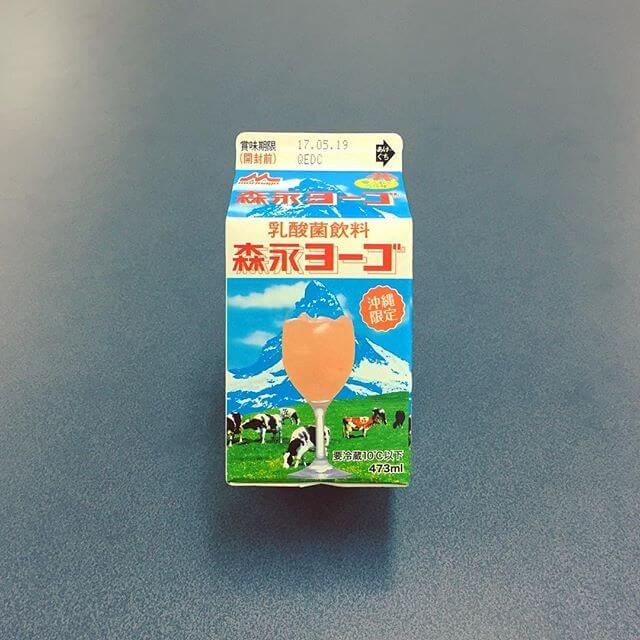 賞味期限
(開封前)
17.05.19
QEDC
あけ
ぐち
森永ヨーゴ
乳酸菌飲料
森永ヨーゴ
沖縄
限定
要冷蔵10℃以下
473ml